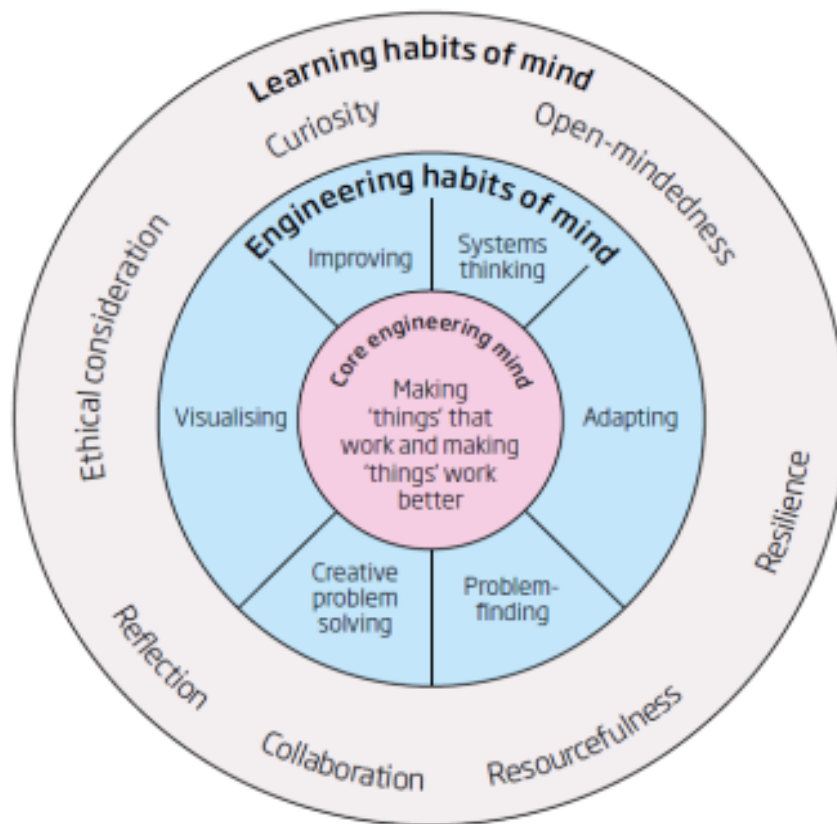 Learning habits of mind
Curiosity
Open-mindedness
Resilience
Resourcefulness
Collaboration
Reflection
Ethical consideration
Engineering habits of mind
Improving
Systems
thinking
Adapting
Problem-
finding
Creative
problem
solving
Visualising
Core engineering mind
Making
‘things’ that
work and making
‘things’ work
better